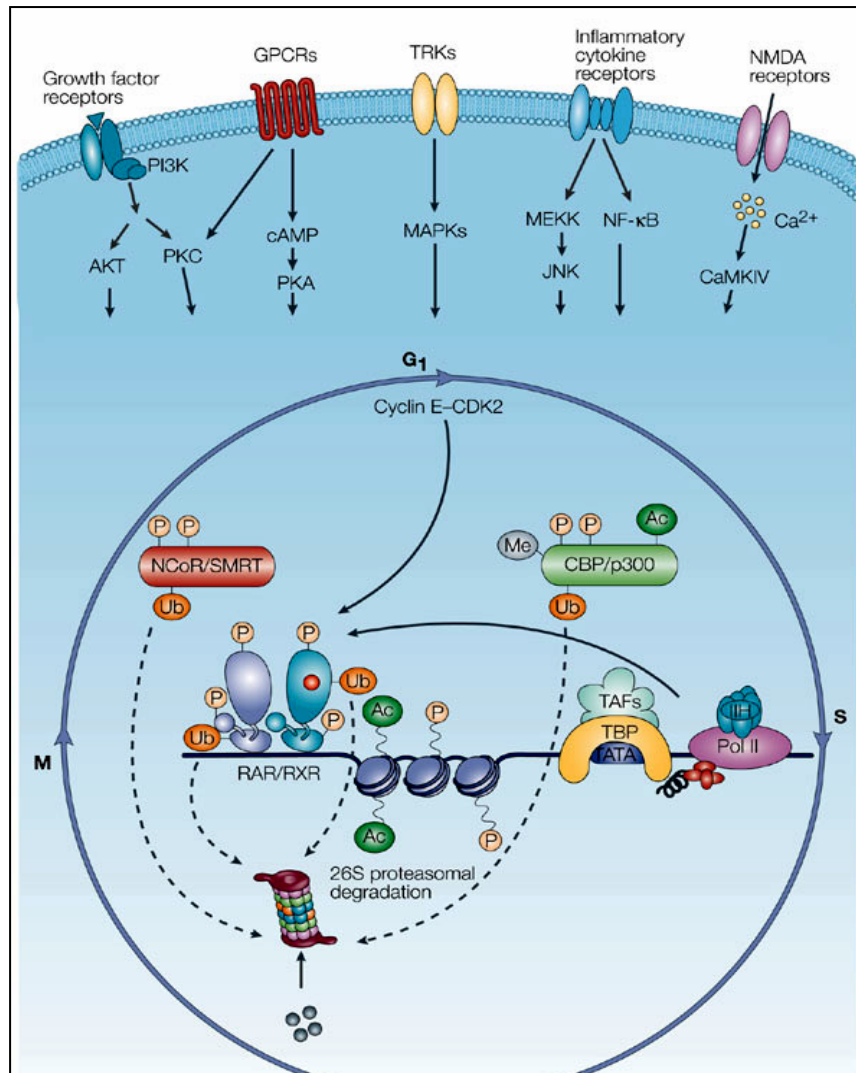 Growth factor
receptors
GPCRs
TRKs
Inflammatory
cytokine
receptors
NMDA
receptors
PI3K
AKT
PKC
cAMP
PKA
MAPKs
MEKK
NF-κB
JNK
Ca2+
CaMKIV
G1
Cyclin E–CDK2
P P
NCoR/SMRT
Ub
Me
P P
Ac
CBP/p300
Ub
P
P
P
Ub
P
Ub
RAR/RXR
Ac
P
Ac
P
TAFs
TBP
TATA
IIH
Pol II
S
M
26S proteasomal
degradation